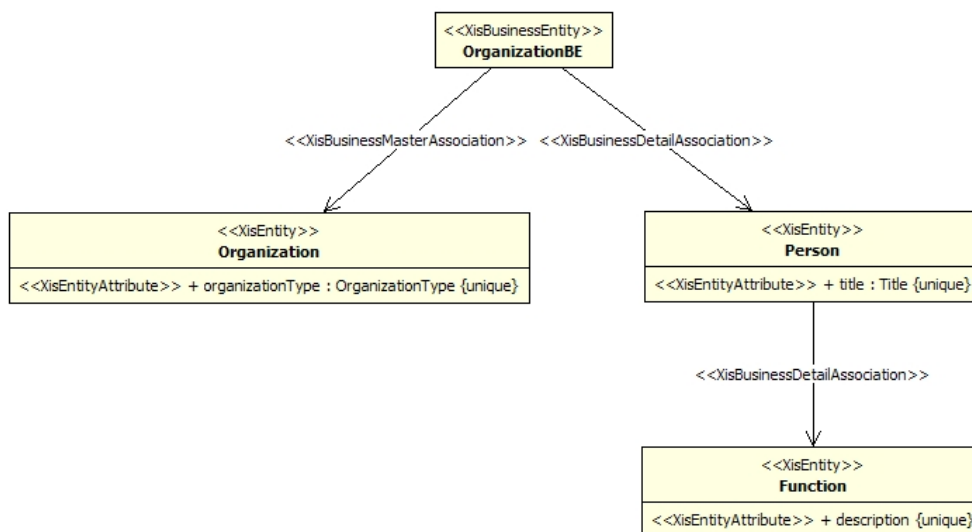 <<XisBusinessEntity>>
OrganizationBE
<<XisBusinessMasterAssociation>>
<<XisBusinessDetailAssociation>>
<<XisEntity>>
Organization
<<XisEntityAttribute>> + organizationType : OrganizationType {unique}
<<XisEntity>>
Person
<<XisEntityAttribute>> + title : Title {unique}
<<XisBusinessDetailAssociation>>
<<XisEntity>>
Function
<<XisEntityAttribute>> + description {unique}